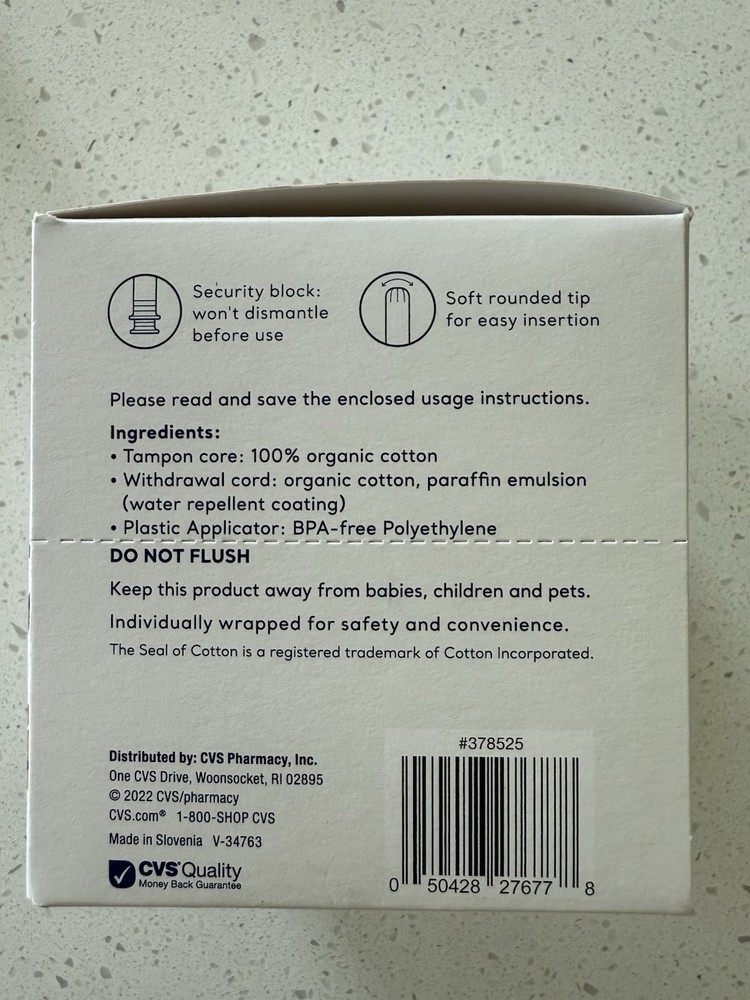 Security block:
won't dismantle
before use
Soft rounded tip
for easy insertion
Please read and save the enclosed usage instructions.
Ingredients:
• Tampon core: 100% organic cotton
• Withdrawal cord: organic cotton, paraffin emulsion
(water repellent coating)
• Plastic Applicator: BPA-free Polyethylene
DO NOT FLUSH
Keep this product away from babies, children and pets.
Individually wrapped for safety and convenience.
The Seal of Cotton is a registered trademark of Cotton Incorporated.
Distributed by: CVS Pharmacy, Inc.
One CVS Drive, Woonsocket, RI 02895
© 2022 CVS/pharmacy
CVS.com® 1-800-SHOP CVS
Made in Slovenia V-34763
CVS® Quality
Money Back Guarantee
#378525
0 50428 27677 8